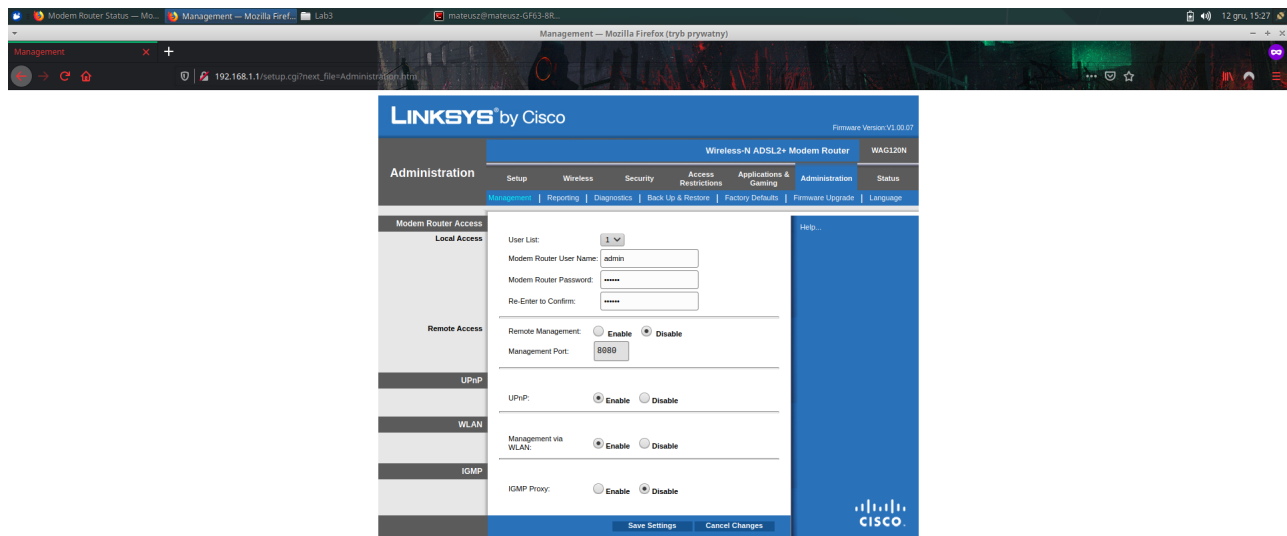 Modem Router Status — Mo... Management — Mozilla Firef... Lab3 mateusz@mateusz-GF63-8R... 12 gru, 15:27
Management — Mozilla Firefox (tryb prywatny)
Management
192.168.1.1/setup.cgi?next_file=Administration.htm
LINKSYS® by Cisco
Firmware Version:V1.00.07
Wireless-N ADSL2+ Modem Router WAG120N
Administration
Setup Wireless Security Access Restrictions Applications & Gaming Administration Status
Management | Reporting | Diagnostics | Back Up & Restore | Factory Defaults | Firmware Upgrade | Language
Modem Router Access
Help...
Local Access User List: 1
Modem Router User Name: admin
Modem Router Password: ••••••
Re-Enter to Confirm: ••••••
Remote Access Remote Management: Enable Disable
Management Port: 8080
UPnP
UPnP: Enable Disable
WLAN
Management via WLAN: Enable Disable
IGMP
IGMP Proxy: Enable Disable
Save Settings Cancel Changes
CISCO.